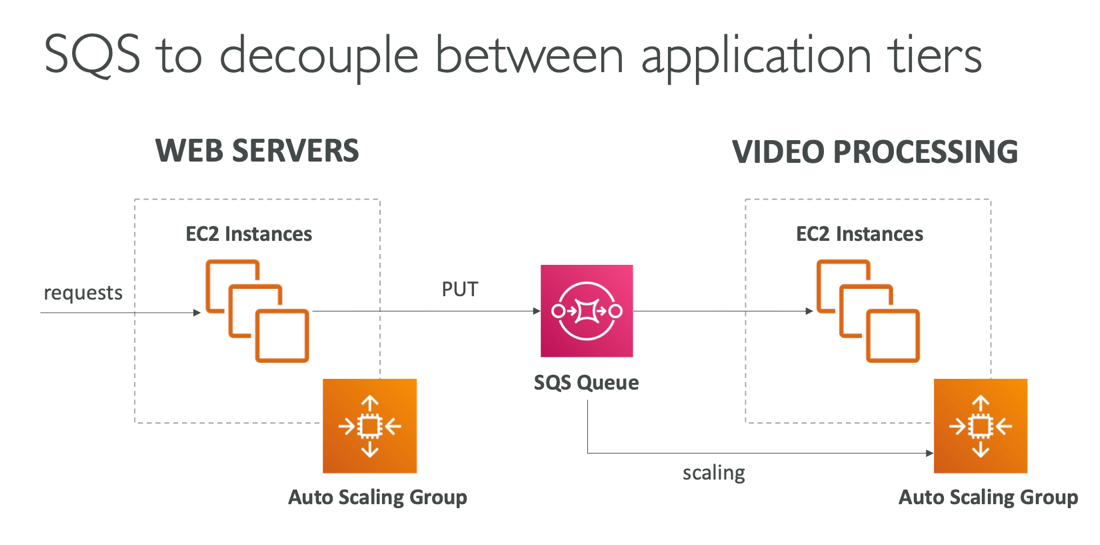 SQS to decouple between application tiers
WEB SERVERS
VIDEO PROCESSING
EC2 Instances
EC2 Instances
requests
PUT
SQS Queue
scaling
Auto Scaling Group
Auto Scaling Group